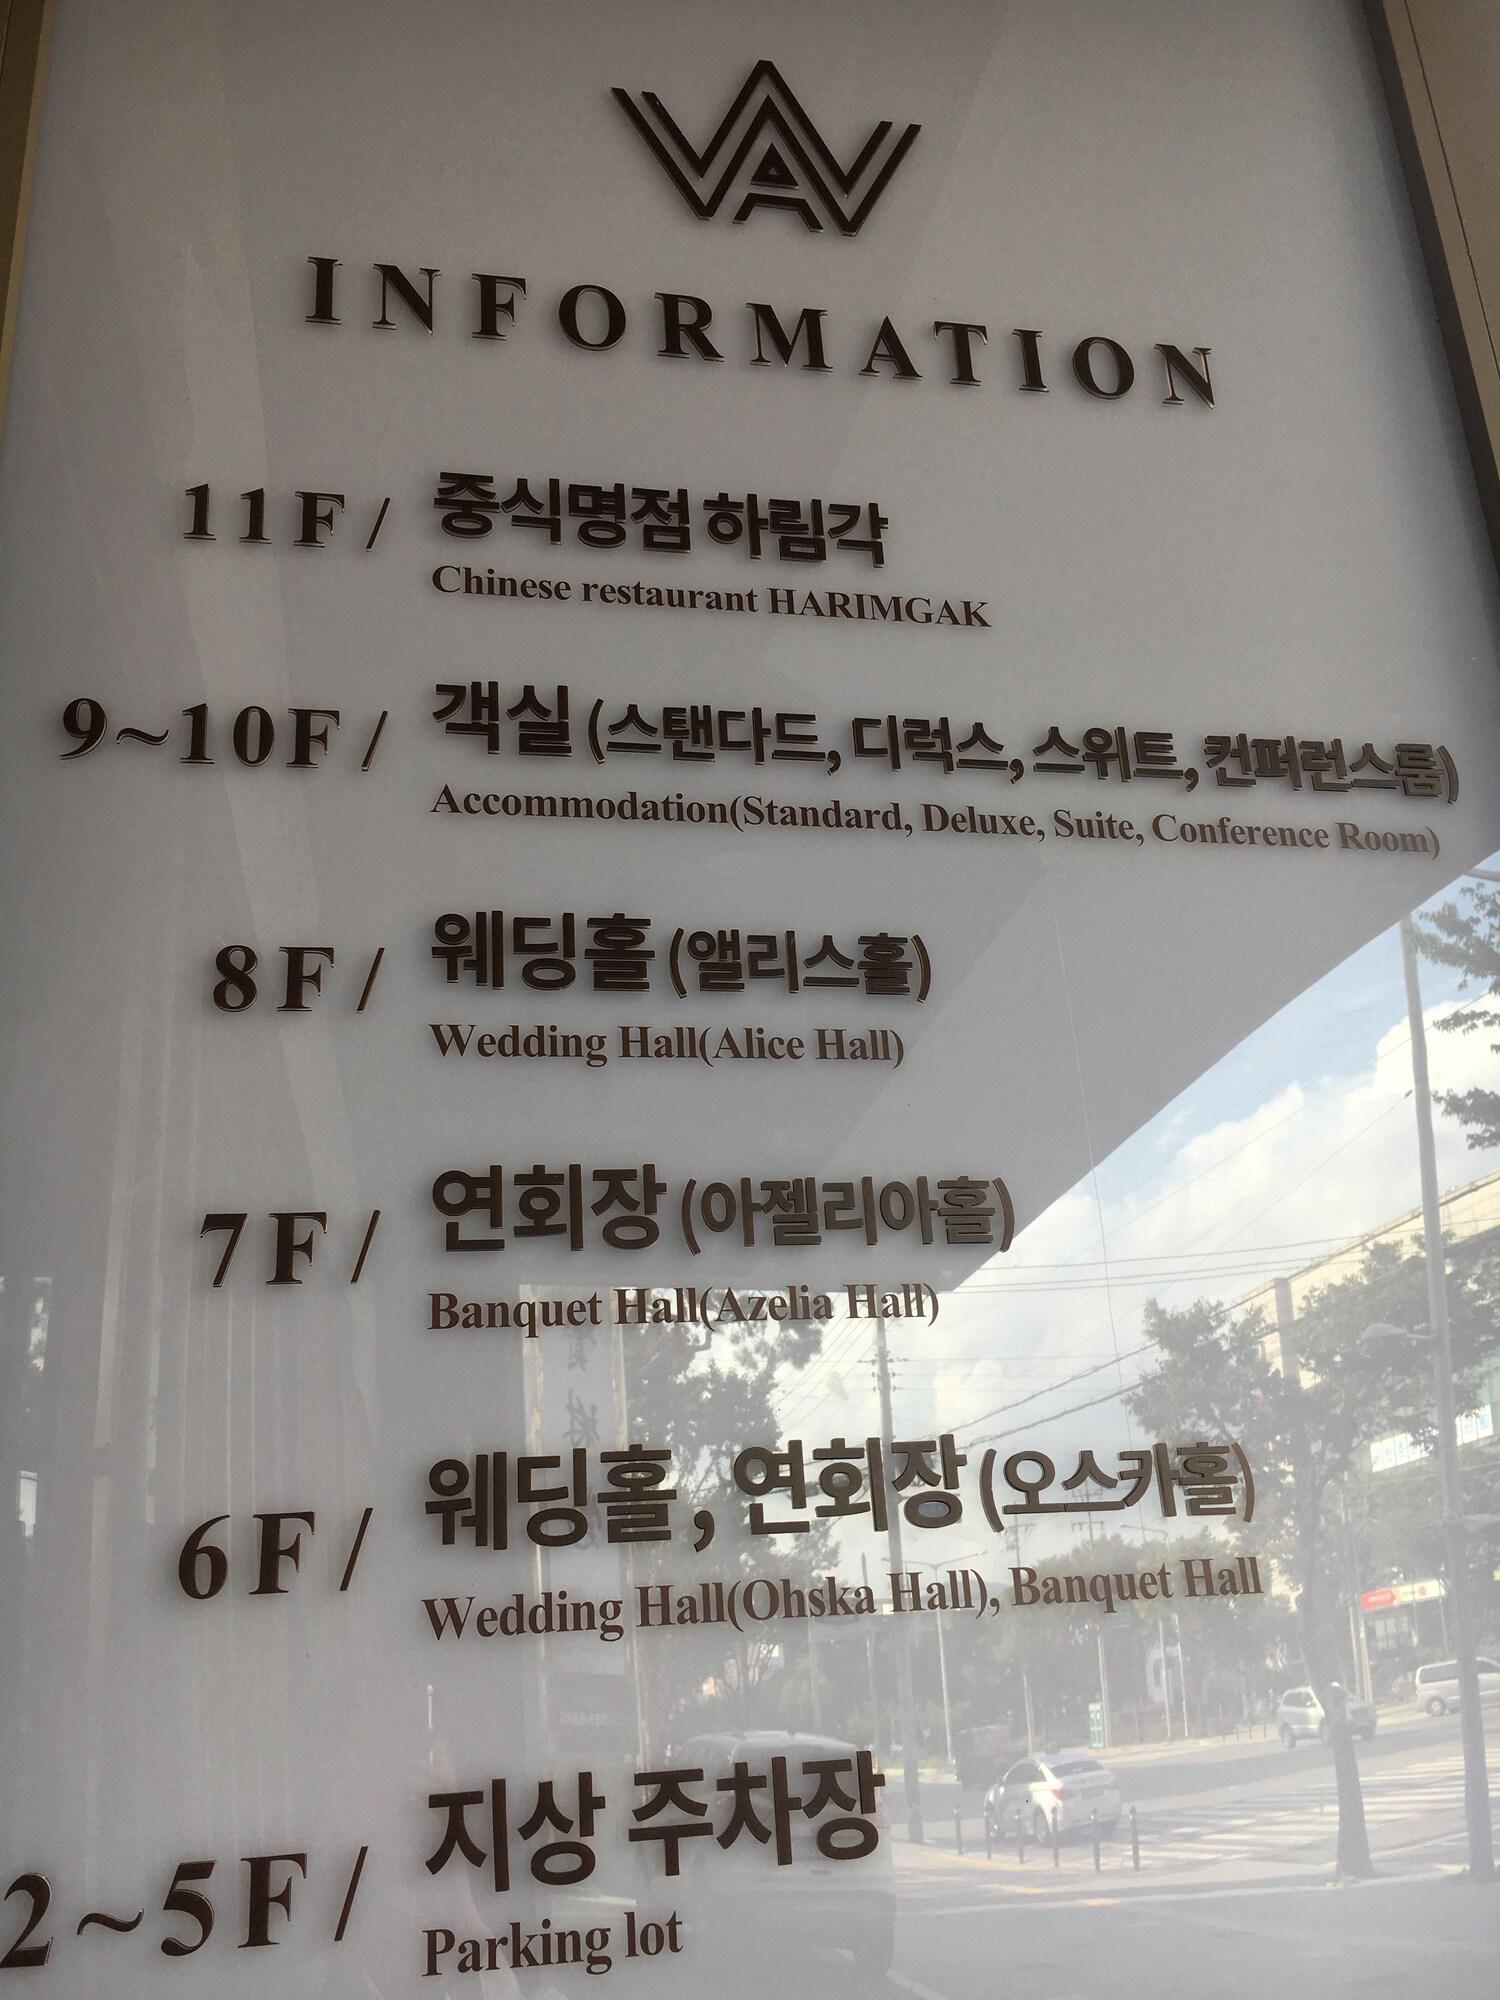 WA
INFORMATION
11F / 중식명점 하림각
Chinese restaurant HARIMGAK
9~10F / 객실 (스탠다드, 디럭스, 스위트, 컨퍼런스룸)
Accommodation(Standard, Deluxe, Suite, Conference Room)
8F / 웨딩홀 (앨리스홀)
Wedding Hall(Alice Hall)
7F / 연회장 (아젤리아홀)
Banquet Hall(Azelia Hall)
6F / 웨딩홀, 연회장 (오스카홀)
Wedding Hall(Ohska Hall), Banquet Hall
2~5F / 지상 주차장
Parking lot